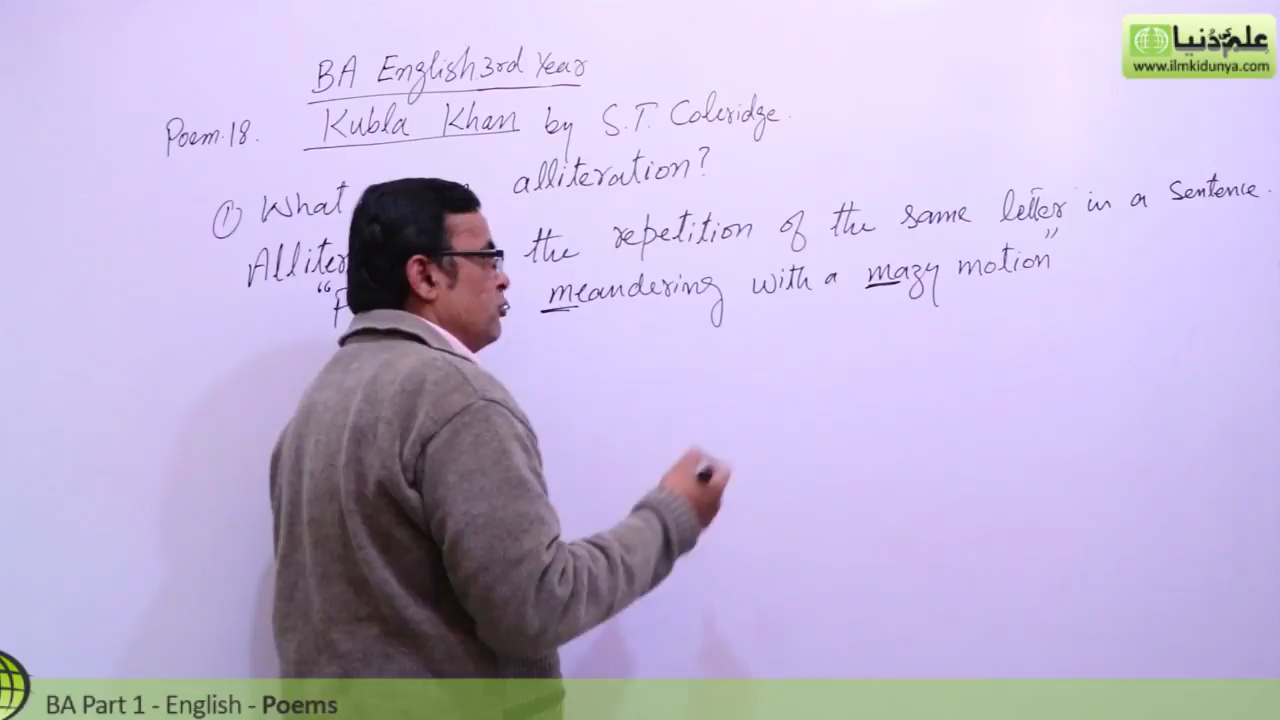 علم کی دنیا
www.ilmkidunya.com
BA English 3rd Year
Poem.18. Kubla Khan by S.T. Coleridge.
① What alliteration?
Alliter the repetition of the same letter in a sentence.
"F meandering with a mazy motion"
BA Part 1 - English - Poems